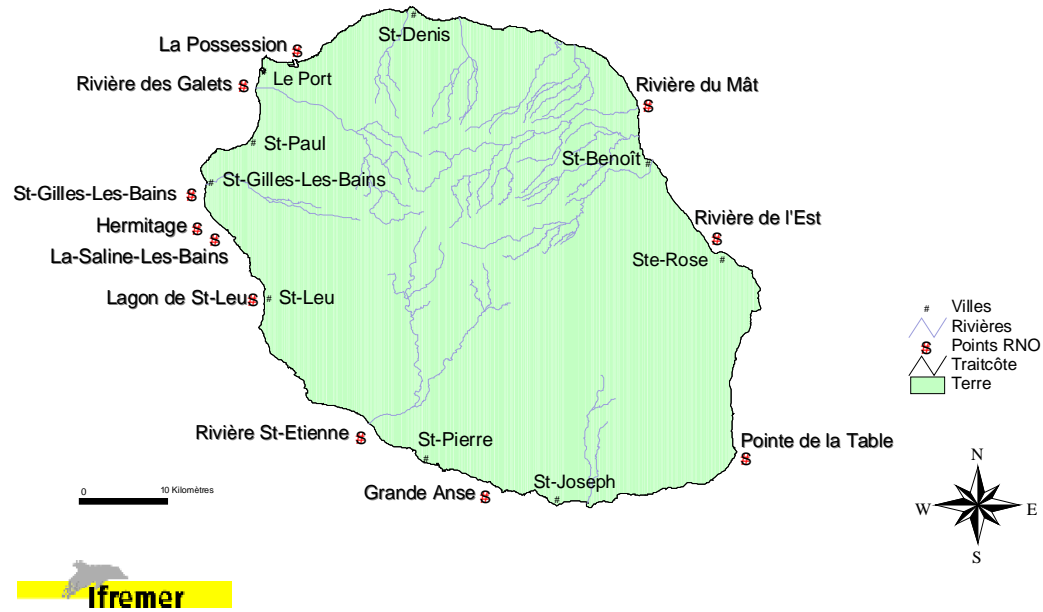 St-Denis
La Possession
Le Port
Rivière des Galets
Rivière du Mât
St-Paul
St-Benoît
St-Gilles-Les-Bains
St-Gilles-Les-Bains
Hermitage
Rivière de l'Est
La-Saline-Les-Bains
Ste-Rose
Lagon de St-Leu
St-Leu
Villes
Rivières
Points RNO
Traitcôte
Terre
Rivière St-Etienne
St-Pierre
Pointe de la Table
Grande Anse
St-Joseph
0 10 Kilomètres
N
W E
S
Ifremer